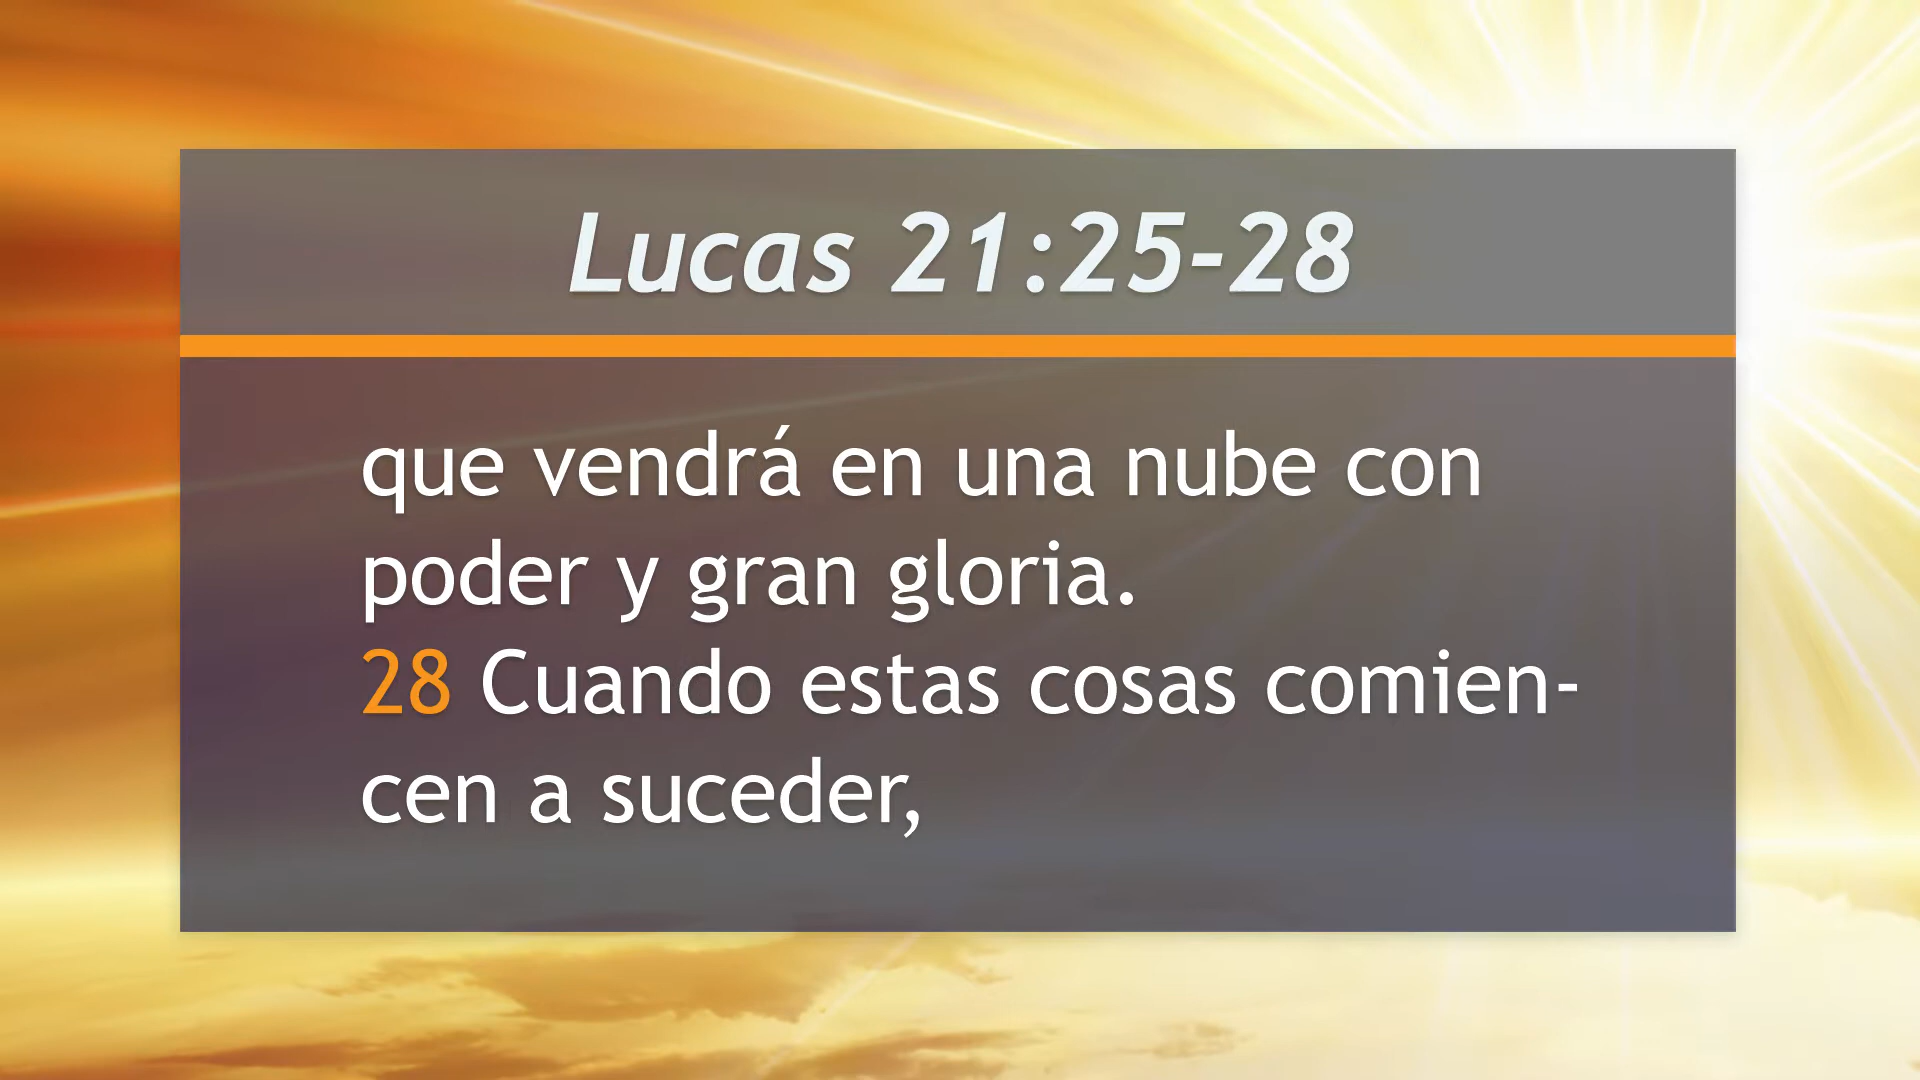 Lucas 21:25-28
que vendrá en una nube con
poder y gran gloria.
28 Cuando estas cosas comien-
cen a suceder,